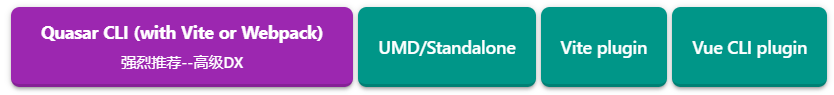 Quasar CLI (with Vite or Webpack)
强烈推荐--高级DX
UMD/Standalone
Vite plugin
Vue CLI plugin